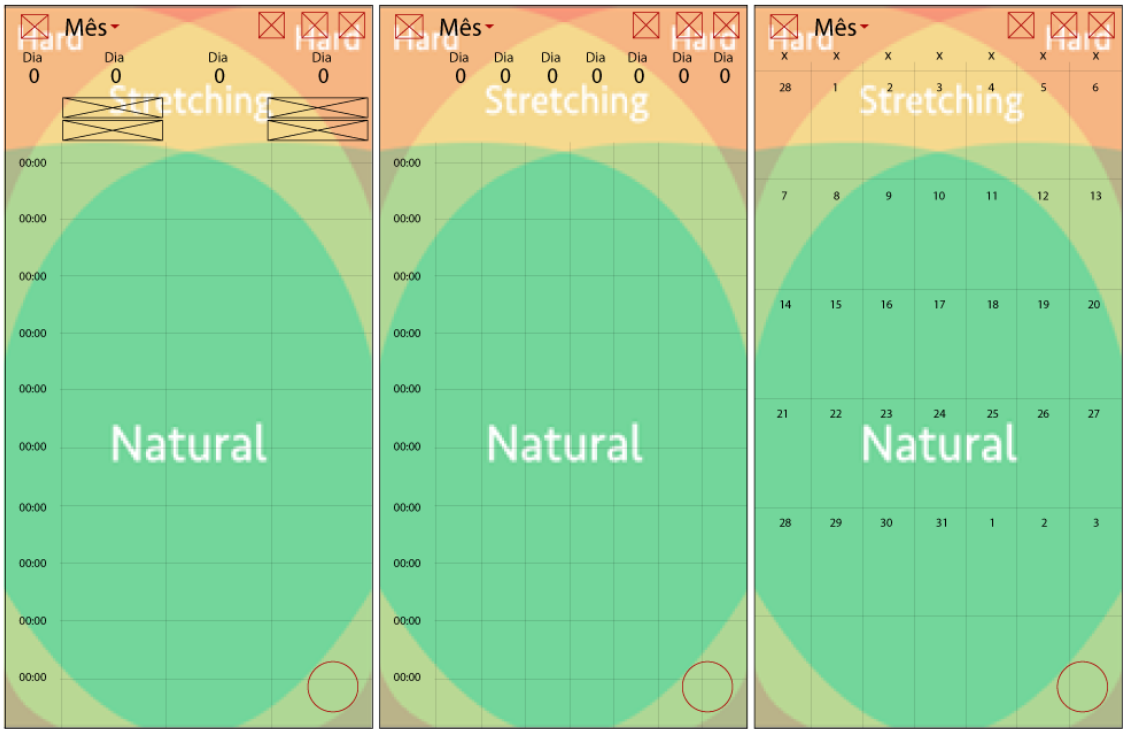 Mês
Hard Hard
Dia Dia Dia Dia
0 0 0 0
Stretching
00:00
00:00
00:00
00:00
00:00
00:00 Natural
00:00
00:00
00:00
00:00
Mês
Hard Hard
Dia Dia Dia Dia Dia Dia Dia
0 0 0 0 0 0 0
Stretching
00:00
00:00
00:00
00:00
00:00
00:00 Natural
00:00
00:00
00:00
00:00
Mês
Hard Hard
X X X X X X X
28 1 2 3 4 5 6
Stretching
7 8 9 10 11 12 13
14 15 16 17 18 19 20
21 22 23 24 25 26 27
Natural
28 29 30 31 1 2 3